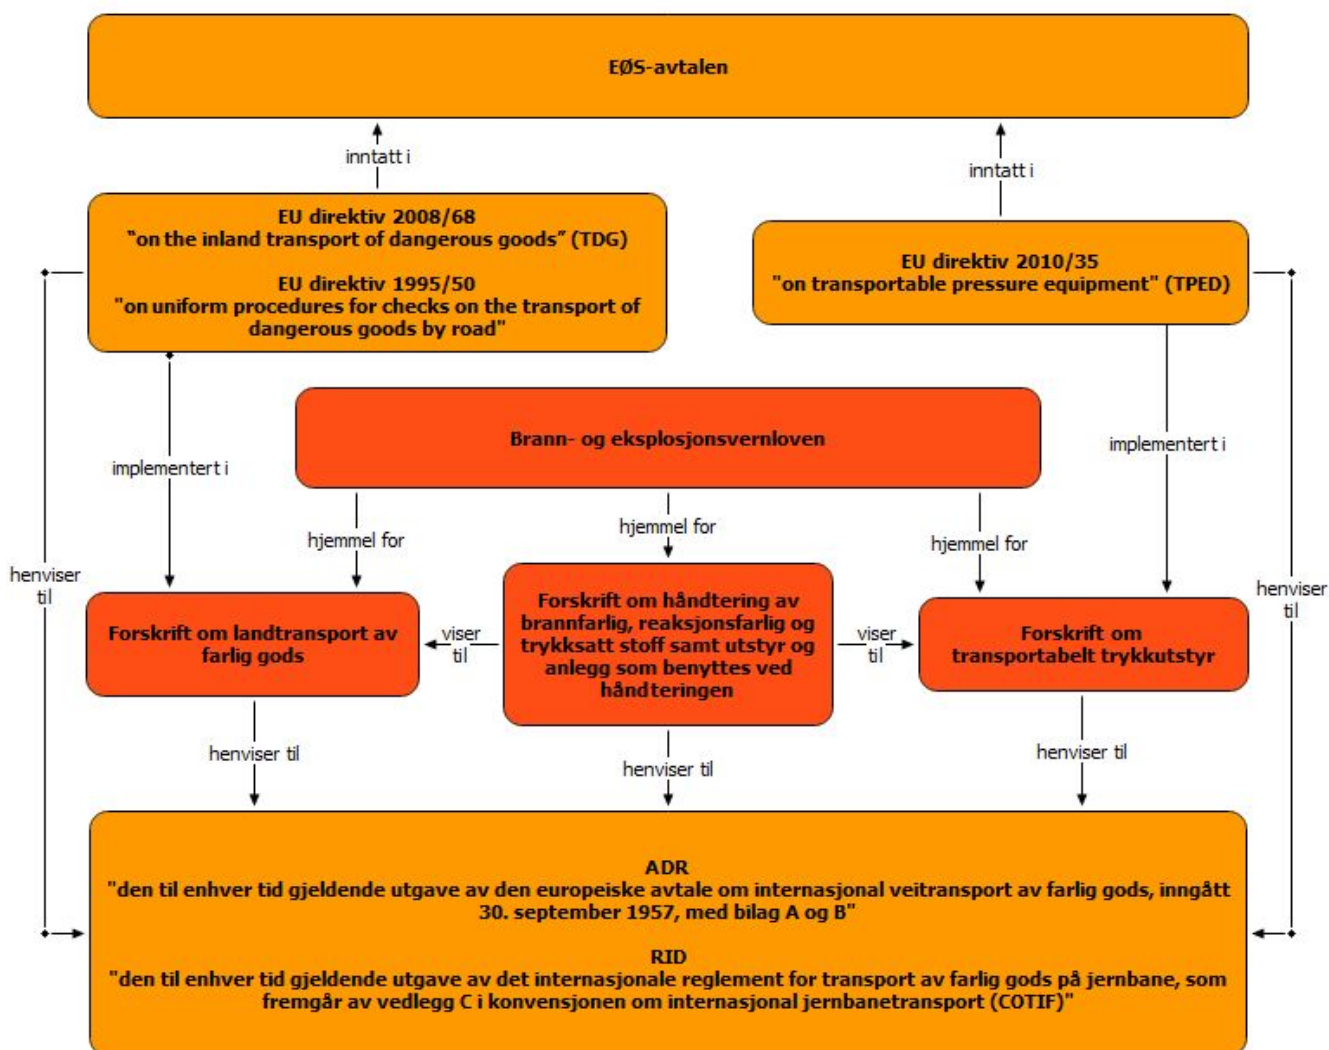 EØS-avtalen
inntatt i
inntatt i
EU direktiv 2008/68
“on the inland transport of dangerous goods” (TDG)
EU direktiv 1995/50
"on uniform procedures for checks on the transport of
dangerous goods by road"
EU direktiv 2010/35
"on transportable pressure equipment" (TPED)
Brann- og eksplosjonsvernloven
implementert i
implementert i
hjemmel for
hjemmel for
hjemmel for
henviser
til
henviser
til
Forskrift om landtransport av
farlig gods
viser
til
Forskrift om håndtering av
brannfarlig, reaksjonsfarlig og
trykksatt stoff samt utstyr og
anlegg som benyttes ved
håndteringen
viser
til
Forskrift om
transportabelt trykkutstyr
henviser til
henviser til
henviser til
ADR
"den til enhver tid gjeldende utgave av den europeiske avtale om internasjonal veitransport av farlig gods, inngått
30. september 1957, med bilag A og B"
RID
"den til enhver tid gjeldende utgave av det internasjonale reglement for transport av farlig gods på jernbane, som
fremgår av vedlegg C i konvensjonen om internasjonal jernbanetransport (COTIF)"